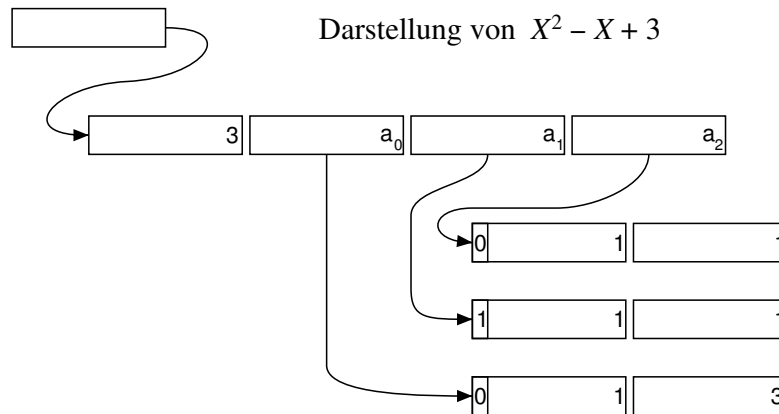 Darstellung von X² – X + 3
3 a₀ a₁ a₂
0 1 1
1 1 1
0 1 3